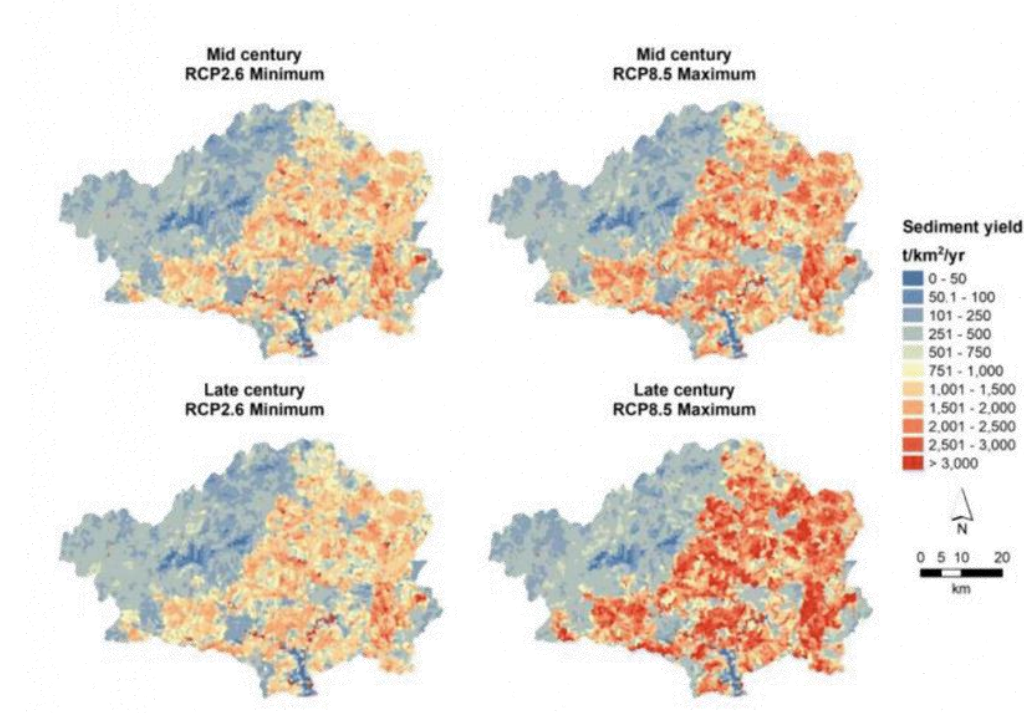 Mid century
RCP2.6 Minimum
Mid century
RCP8.5 Maximum
Late century
RCP2.6 Minimum
Late century
RCP8.5 Maximum
Sediment yield
t/km²/yr
0 - 50
50.1 - 100
101 - 250
251 - 500
501 - 750
751 - 1,000
1,001 - 1,500
1,501 - 2,000
2,001 - 2,500
2,501 - 3,000
> 3,000
N
0 5 10 20
km